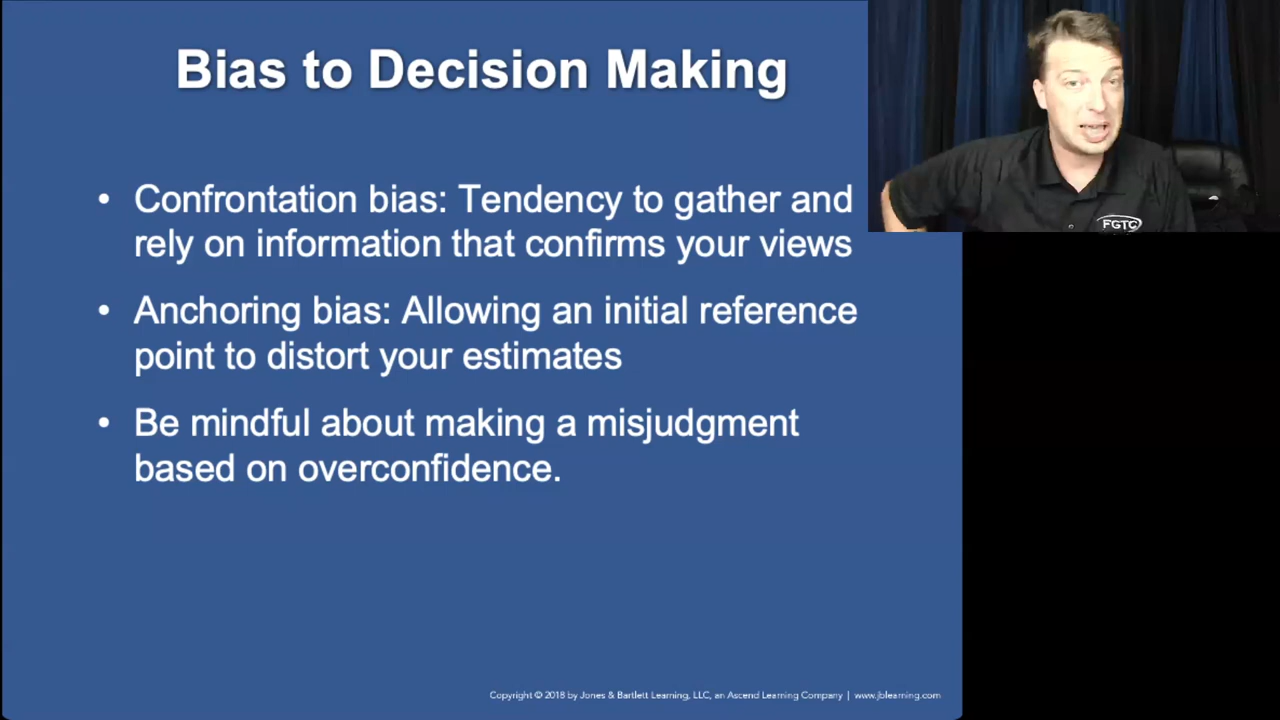 Bias to Decision Making
• Confrontation bias: Tendency to gather and
rely on information that confirms your views
• Anchoring bias: Allowing an initial reference
point to distort your estimates
• Be mindful about making a misjudgment
based on overconfidence.
FGTC
Copyright © 2018 by Jones & Bartlett Learning, LLC, an Ascend Learning Company | www.jblearning.com